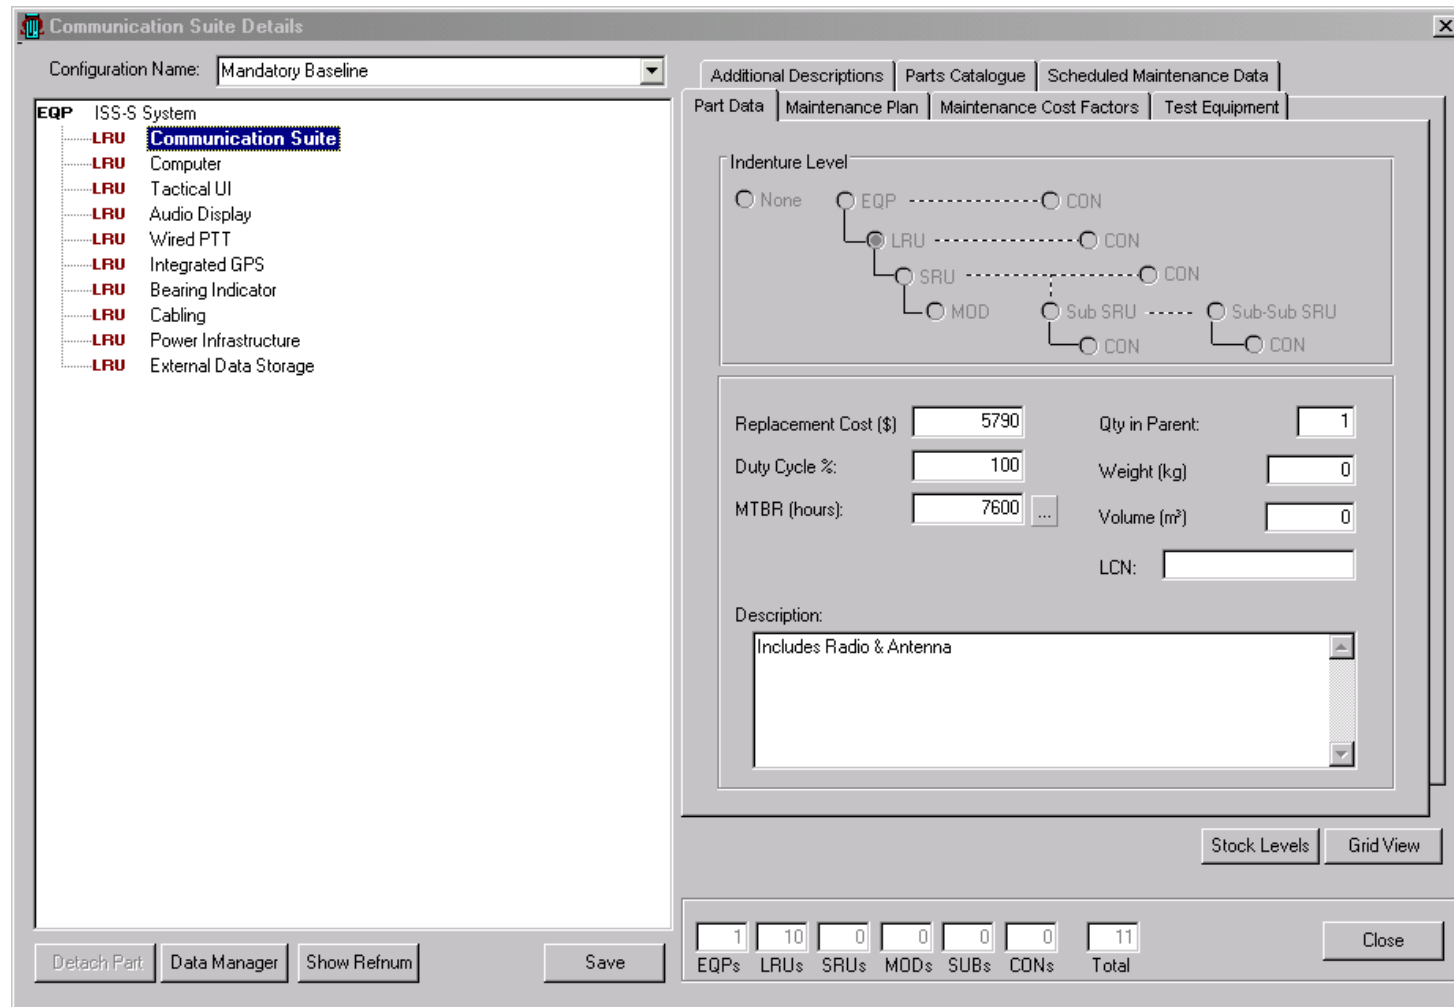 Communication Suite Details
Configuration Name: Mandatory Baseline
EQP ISS-S System
LRU Communication Suite
LRU Computer
LRU Tactical UI
LRU Audio Display
LRU Wired PTT
LRU Integrated GPS
LRU Bearing Indicator
LRU Cabling
LRU Power Infrastructure
LRU External Data Storage
Detach Part Data Manager Show Refnum Save
Additional Descriptions Parts Catalogue Scheduled Maintenance Data
Part Data Maintenance Plan Maintenance Cost Factors Test Equipment
Indenture Level
None EQP CON
LRU CON
SRU CON
MOD Sub SRU Sub-Sub SRU
CON CON
Replacement Cost ($) 5790 Qty in Parent: 1
Duty Cycle %: 100 Weight (kg) 0
MTBR (hours): 7600 ... Volume (m³) 0
LCN:
Description:
Includes Radio & Antenna
Stock Levels Grid View
1 10 0 0 0 0 11
EQPs LRUs SRUs MODs SUBs CONs Total
Close